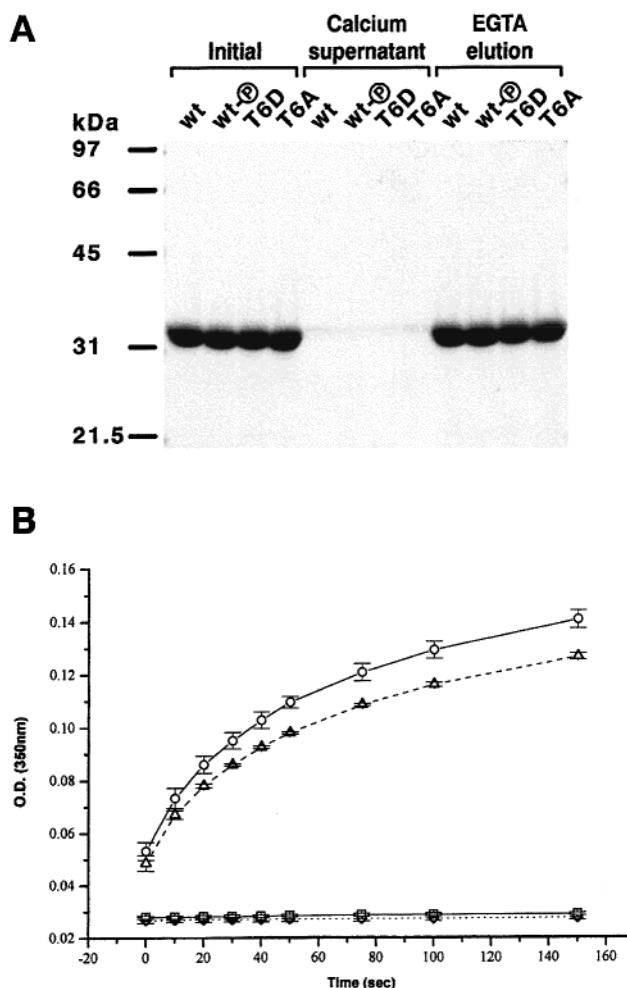 A
Initial
Calcium supernatant
EGTA elution
wt
wt-Ⓟ
T6D
T6A
wt
wt-Ⓟ
T6D
T6A
wt
wt-Ⓟ
T6D
T6A
kDa
97
66
45
31
21.5
B
0.16
0.14
0.12
0.10
0.08
0.06
0.04
0.02
O.D. (350nm)
-20
0
20
40
60
80
100
120
140
160
Time (sec)